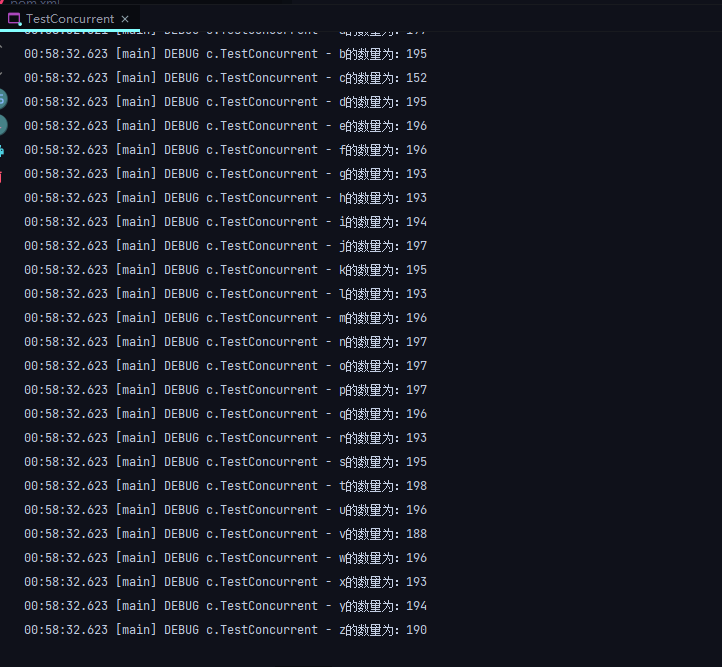 pom.xml
TestConcurrent
00:58:32.623 [main] DEBUG c.TestConcurrent - b的数量为：195
00:58:32.623 [main] DEBUG c.TestConcurrent - c的数量为：152
00:58:32.623 [main] DEBUG c.TestConcurrent - d的数量为：195
00:58:32.623 [main] DEBUG c.TestConcurrent - e的数量为：196
00:58:32.623 [main] DEBUG c.TestConcurrent - f的数量为：196
00:58:32.623 [main] DEBUG c.TestConcurrent - g的数量为：193
00:58:32.623 [main] DEBUG c.TestConcurrent - h的数量为：193
00:58:32.623 [main] DEBUG c.TestConcurrent - i的数量为：194
00:58:32.623 [main] DEBUG c.TestConcurrent - j的数量为：197
00:58:32.623 [main] DEBUG c.TestConcurrent - k的数量为：195
00:58:32.623 [main] DEBUG c.TestConcurrent - l的数量为：193
00:58:32.623 [main] DEBUG c.TestConcurrent - m的数量为：196
00:58:32.623 [main] DEBUG c.TestConcurrent - n的数量为：197
00:58:32.623 [main] DEBUG c.TestConcurrent - o的数量为：197
00:58:32.623 [main] DEBUG c.TestConcurrent - p的数量为：197
00:58:32.623 [main] DEBUG c.TestConcurrent - q的数量为：196
00:58:32.623 [main] DEBUG c.TestConcurrent - r的数量为：193
00:58:32.623 [main] DEBUG c.TestConcurrent - s的数量为：195
00:58:32.623 [main] DEBUG c.TestConcurrent - t的数量为：198
00:58:32.623 [main] DEBUG c.TestConcurrent - u的数量为：196
00:58:32.623 [main] DEBUG c.TestConcurrent - v的数量为：188
00:58:32.623 [main] DEBUG c.TestConcurrent - w的数量为：196
00:58:32.623 [main] DEBUG c.TestConcurrent - x的数量为：193
00:58:32.623 [main] DEBUG c.TestConcurrent - y的数量为：194
00:58:32.623 [main] DEBUG c.TestConcurrent - z的数量为：190